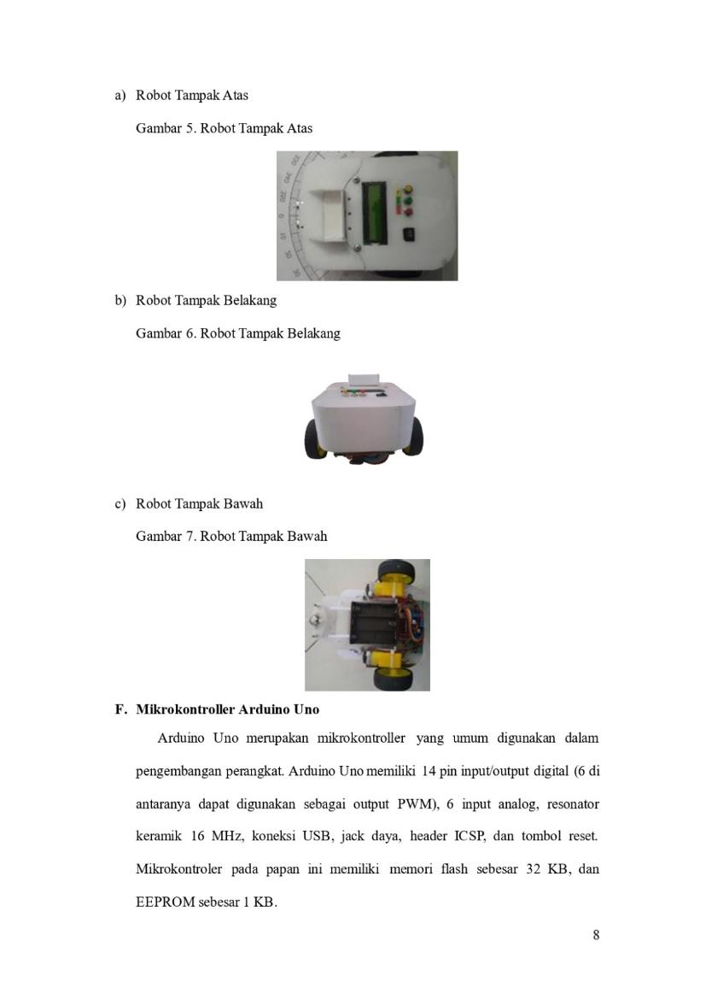 a) Robot Tampak Atas
Gambar 5. Robot Tampak Atas
b) Robot Tampak Belakang
Gambar 6. Robot Tampak Belakang
c) Robot Tampak Bawah
Gambar 7. Robot Tampak Bawah
F. Mikrokontroller Arduino Uno
Arduino Uno merupakan mikrokontroller yang umum digunakan dalam
pengembangan perangkat. Arduino Uno memiliki 14 pin input/output digital (6 di
antaranya dapat digunakan sebagai output PWM), 6 input analog, resonator
keramik 16 MHz, koneksi USB, jack daya, header ICSP, dan tombol reset.
Mikrokontroler pada papan ini memiliki memori flash sebesar 32 KB, dan
EEPROM sebesar 1 KB.
8